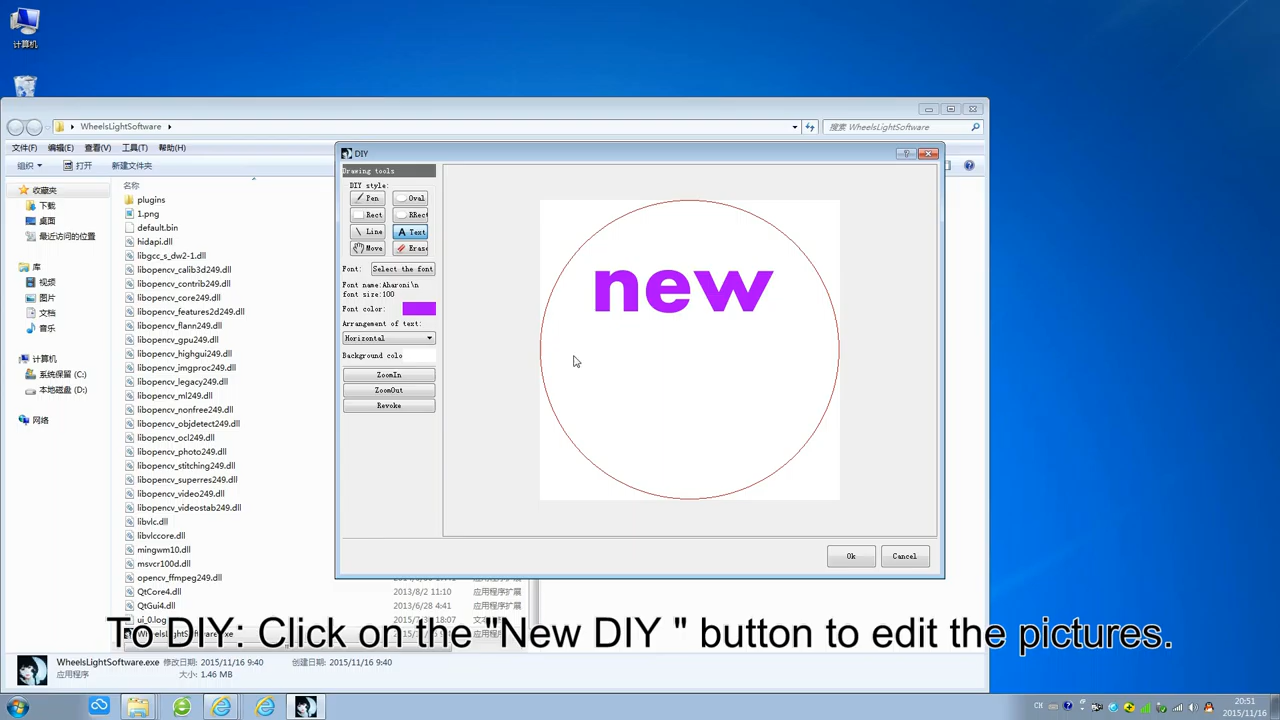 计算机
WheelsLightSoftware
搜索 WheelsLightSoftware
文件(F) 编辑(E) 查看(V) 工具(T) 帮助(H)
组织 打开 新建文件夹
收藏夹
下载
桌面
最近访问的位置
库
视频
图片
文档
音乐
计算机
系统保留 (C:)
本地磁盘 (D:)
网络
名称
plugins
1.png
default.bin
hidapi.dll
libgcc_s_dw2-1.dll
libopencv_calib3d249.dll
libopencv_contrib249.dll
libopencv_core249.dll
libopencv_features2d249.dll
libopencv_flann249.dll
libopencv_gpu249.dll
libopencv_highgui249.dll
libopencv_imgproc249.dll
libopencv_legacy249.dll
libopencv_ml249.dll
libopencv_nonfree249.dll
libopencv_objdetect249.dll
libopencv_ocl249.dll
libopencv_photo249.dll
libopencv_stitching249.dll
libopencv_superres249.dll
libopencv_video249.dll
libopencv_videostab249.dll
libvlc.dll
libvlccore.dll
mingwm10.dll
msvcr100d.dll
opencv_ffmpeg249.dll
QtCore4.dll 2013/8/2 11:10 应用程序扩展
QtGui4.dll 2013/6/28 4:41 应用程序扩展
ui_0.log
DIY
Drawing tools
DIY style:
Pen Oval
Rect RRect
Line Text
Move Eras
Font: Select the font
Font name:Aharoni\n
font size:100
Font color:
Arrangement of text:
Horizontal
Background colo
ZoomIn
ZoomOut
Revoke
new
Ok Cancel
To DIY: Click on the "New DIY " button to edit the pictures.
WheelsLightSoftware.exe 修改日期: 2015/11/16 9:40 创建日期: 2015/11/16 9:40
应用程序 大小: 1.46 MB
CH
20:51
2015/11/16